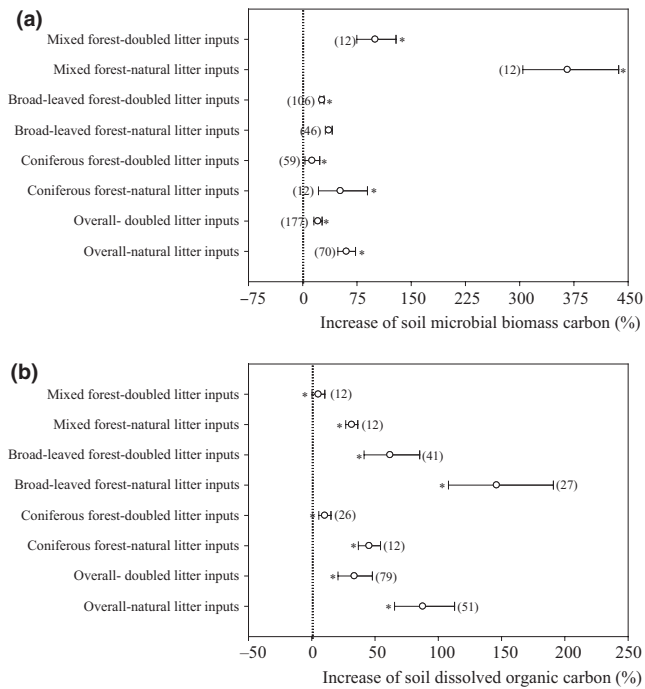 (a)
Mixed forest-doubled litter inputs (12) *
Mixed forest-natural litter inputs (12) *
Broad-leaved forest-doubled litter inputs (106) *
Broad-leaved forest-natural litter inputs (46)
Coniferous forest-doubled litter inputs (59) *
Coniferous forest-natural litter inputs (12) *
Overall- doubled litter inputs (177) *
Overall-natural litter inputs (70) *
−75 0 75 150 225 300 375 450
Increase of soil microbial biomass carbon (%)
(b)
Mixed forest-doubled litter inputs * (12)
Mixed forest-natural litter inputs * (12)
Broad-leaved forest-doubled litter inputs * (41)
Broad-leaved forest-natural litter inputs * (27)
Coniferous forest-doubled litter inputs * (26)
Coniferous forest-natural litter inputs * (12)
Overall- doubled litter inputs * (79)
Overall-natural litter inputs * (51)
−50 0 50 100 150 200 250
Increase of soil dissolved organic carbon (%)